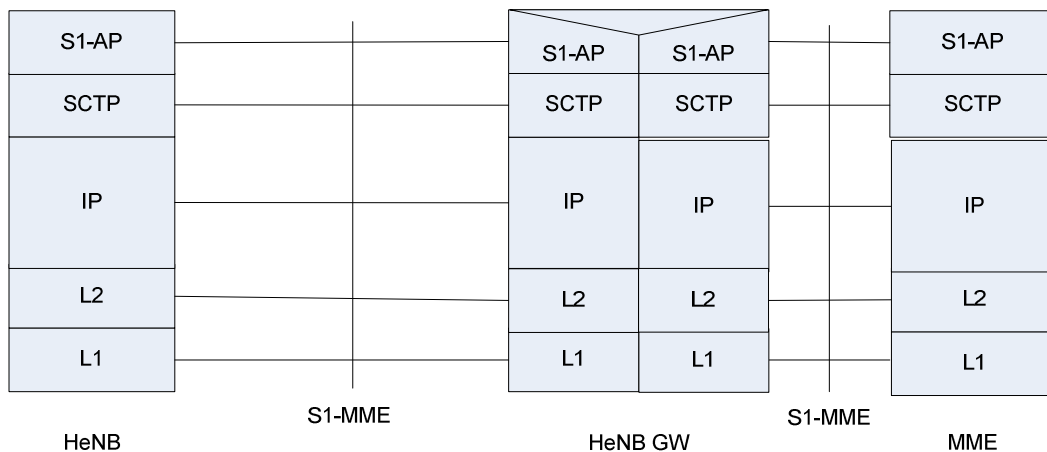 S1-AP
S1-AP
S1-AP
S1-AP
SCTP
SCTP
SCTP
SCTP
IP
IP
IP
IP
L2
L2
L2
L2
L1
L1
L1
L1
S1-MME
S1-MME
HeNB
HeNB GW
MME